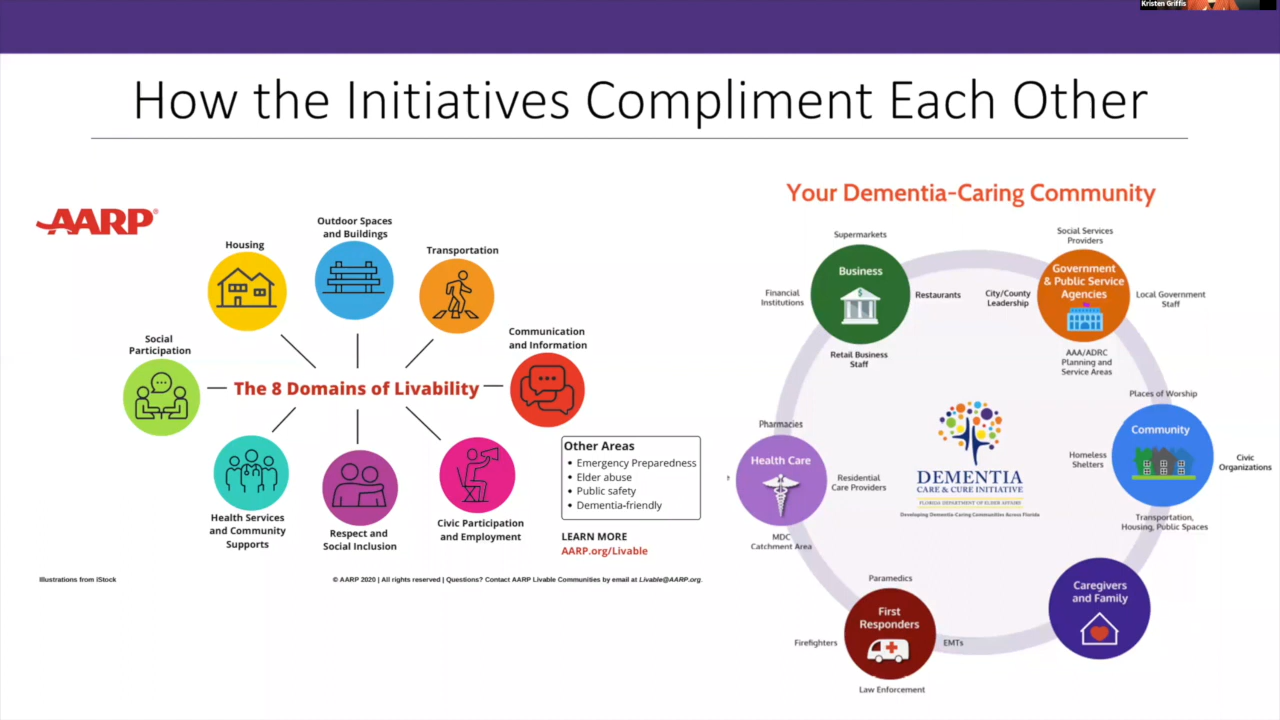 Kristen Griffis
How the Initiatives Compliment Each Other
AARP®
Housing
Outdoor Spaces
and Buildings
Transportation
Social
Participation
Communication
and Information
The 8 Domains of Livability
Health Services
and Community
Supports
Respect and
Social Inclusion
Civic Participation
and Employment
Other Areas
• Emergency Preparedness
• Elder abuse
• Public safety
• Dementia-friendly
LEARN MORE
AARP.org/Livable
Illustrations from iStock
© AARP 2020 | All rights reserved | Questions? Contact AARP Livable Communities by email at Livable@AARP.org.
Your Dementia-Caring Community
Supermarkets
Business
$
Financial
Institutions
Restaurants
Retail Business
Staff
Social Services
Providers
Government
& Public Service
Agencies
City/County
Leadership
Local Government
Staff
AAA/ADRC
Planning and
Service Areas
Places of Worship
Community
Homeless
Shelters
Civic
Organizations
Transportation,
Housing, Public Spaces
Pharmacies
Health Care
Residential
Care Providers
MDC
Catchment Area
DEMENTIA
CARE & CURE INITIATIVE
FLORIDA DEPARTMENT OF ELDER AFFAIRS
Developing Dementia-Caring Communities Across Florida
Caregivers
and Family
Paramedics
First
Responders
Firefighters
EMTs
Law Enforcement